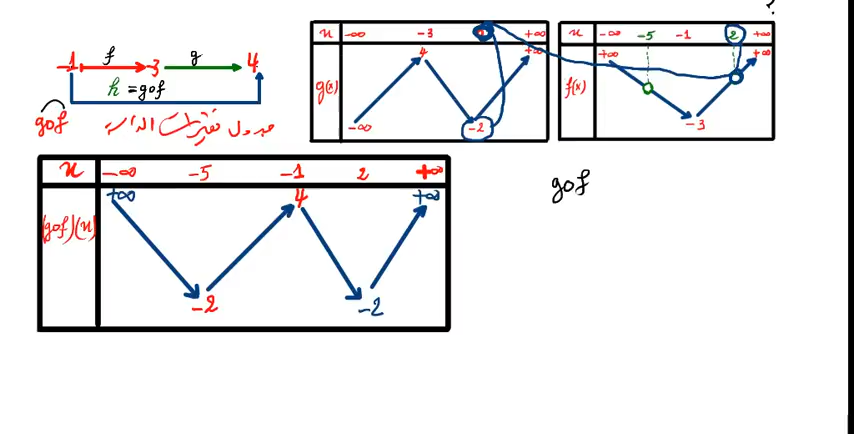 ?
-1 f -3 g 4
h = gof
gof جدول تغيرات الدالة
x -∞ -3 +∞
g(x) -∞ 4 -2 +∞
x -∞ -5 -1 2 +∞
f(x) +∞ -3 +∞
x -∞ -5 -1 2 +∞
(gof)(x) +∞ -2 4 -2 +∞
gof